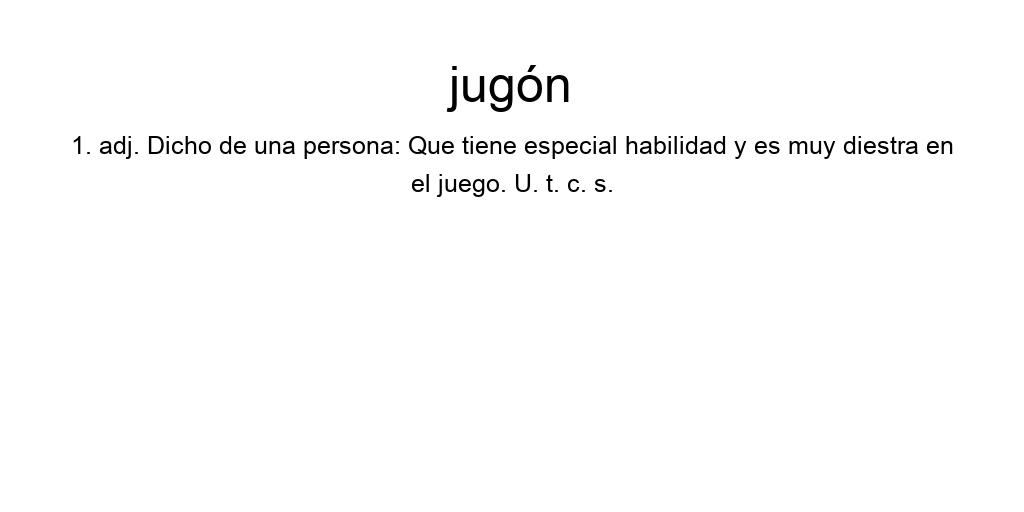 jugón
1. adj. Dicho de una persona: Que tiene especial habilidad y es muy diestra en
el juego. U. t. c. s.